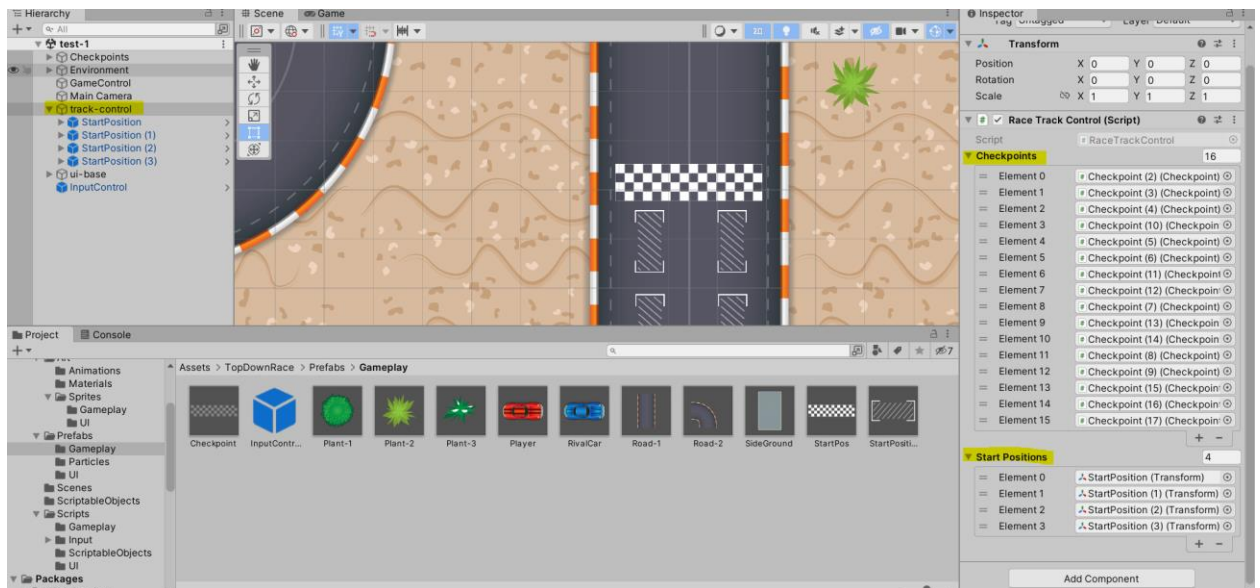 Hierarchy
All
test-1
Checkpoints
Environment
GameControl
Main Camera
track-control
StartPosition
StartPosition (1)
StartPosition (2)
StartPosition (3)
ui-base
InputControl
Scene
Game
2D
Inspector
Tag Untagged Layer Default
Transform
Position X 0 Y 0 Z 0
Rotation X 0 Y 0 Z 0
Scale X 1 Y 1 Z 1
Race Track Control (Script)
Script RaceTrackControl
Checkpoints 16
Element 0 Checkpoint (2) (Checkpoint)
Element 1 Checkpoint (3) (Checkpoint)
Element 2 Checkpoint (4) (Checkpoint)
Element 3 Checkpoint (10) (Checkpoin
Element 4 Checkpoint (5) (Checkpoint)
Element 5 Checkpoint (6) (Checkpoint)
Element 6 Checkpoint (11) (Checkpoint
Element 7 Checkpoint (12) (Checkpoin
Element 8 Checkpoint (7) (Checkpoint)
Element 9 Checkpoint (13) (Checkpoin
Element 10 Checkpoint (14) (Checkpoin
Element 11 Checkpoint (8) (Checkpoint)
Element 12 Checkpoint (9) (Checkpoint)
Element 13 Checkpoint (15) (Checkpoin
Element 14 Checkpoint (16) (Checkpoin
Element 15 Checkpoint (17) (Checkpoin
Start Positions 4
Element 0 StartPosition (Transform)
Element 1 StartPosition (1) (Transform)
Element 2 StartPosition (2) (Transform)
Element 3 StartPosition (3) (Transform)
Add Component
Project
Console
7
Animations
Materials
Sprites
Gameplay
UI
Prefabs
Gameplay
Particles
UI
Scenes
ScriptableObjects
Scripts
Gameplay
Input
ScriptableObjects
UI
Packages
Assets > TopDownRace > Prefabs > Gameplay
Checkpoint InputContr... Plant-1 Plant-2 Plant-3 Player RivalCar Road-1 Road-2 SideGround StartPos StartPositi...